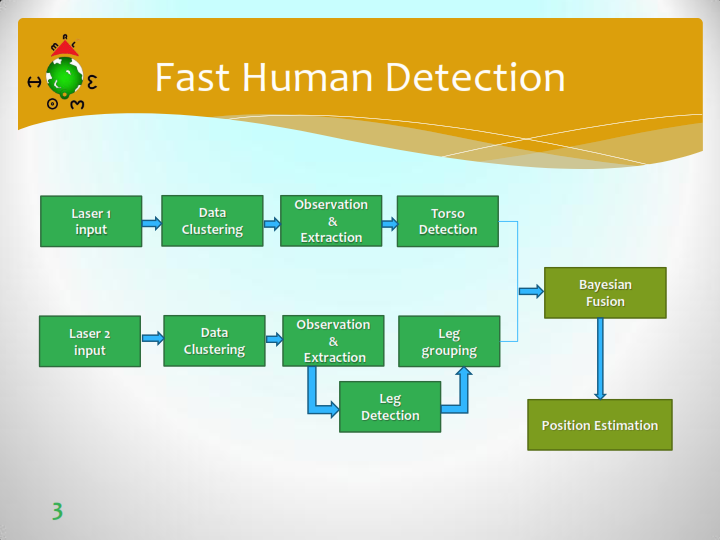 Fast Human Detection
Laser 1
input
Data
Clustering
Observation
&
Extraction
Torso
Detection
Bayesian
Fusion
Laser 2
input
Data
Clustering
Observation
&
Extraction
Leg
grouping
Leg
Detection
Position Estimation
3